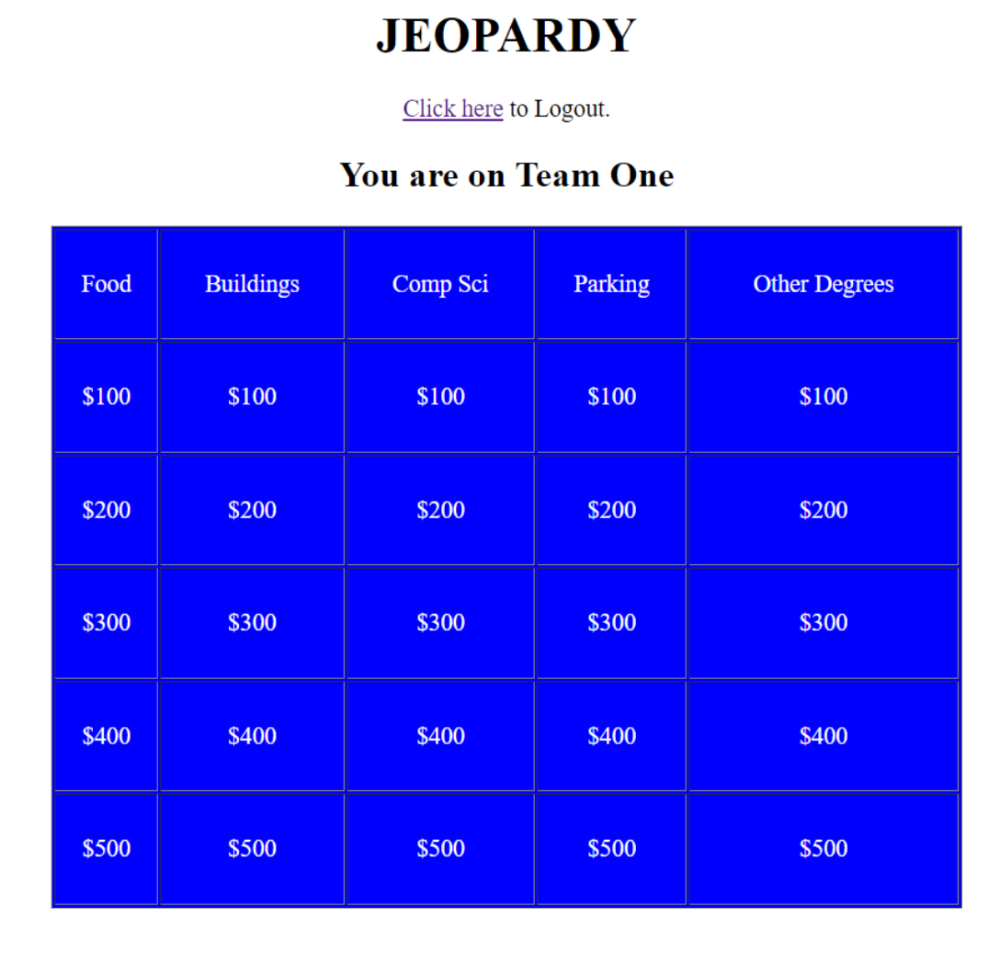 JEOPARDY
Click here to Logout.
You are on Team One
Food Buildings Comp Sci Parking Other Degrees
$100 $100 $100 $100 $100
$200 $200 $200 $200 $200
$300 $300 $300 $300 $300
$400 $400 $400 $400 $400
$500 $500 $500 $500 $500